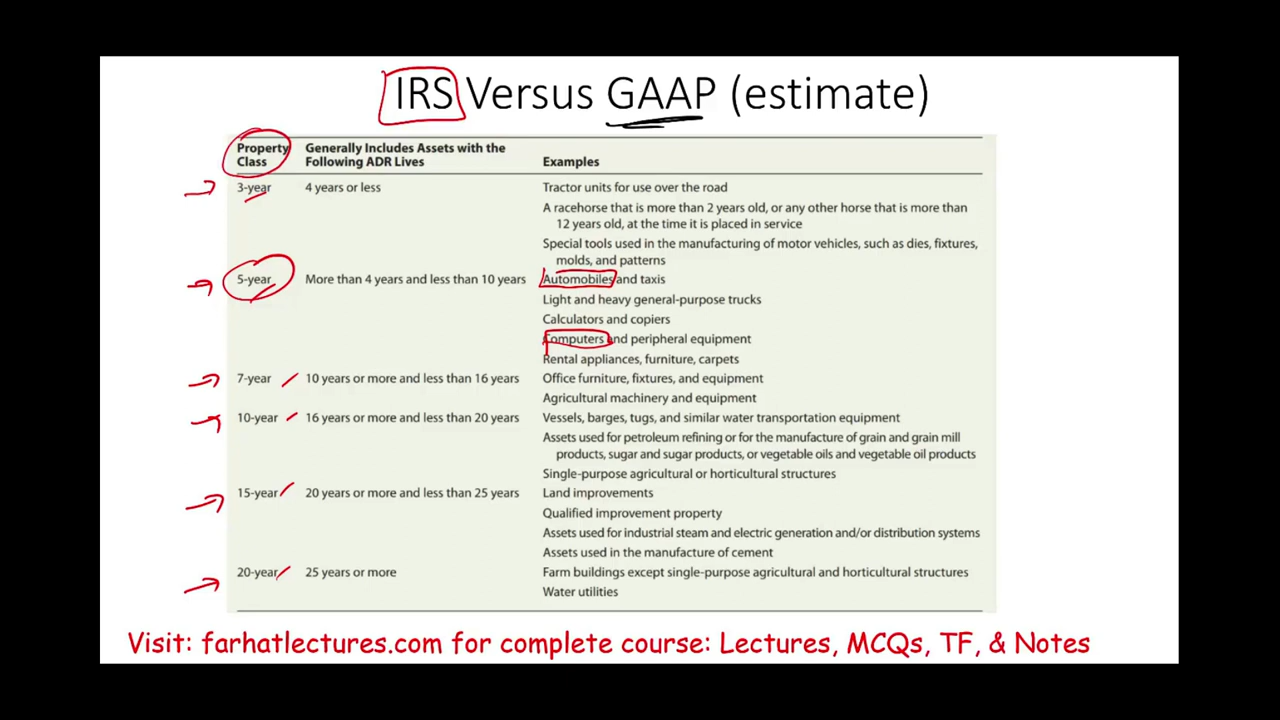 IRS Versus GAAP (estimate)
Property Class Generally Includes Assets with the Following ADR Lives Examples
3-year 4 years or less Tractor units for use over the road
A racehorse that is more than 2 years old, or any other horse that is more
12 years old, at the time it is placed in service
Special tools used in the manufacturing of motor vehicles, such as dies, fixtures,
molds, and patterns
5-year More than 4 years and less than 10 years Automobiles and taxis
Light and heavy general-purpose trucks
Calculators and copiers
Computers and peripheral equipment
Rental appliances, furniture, carpets
7-year 10 years or more and less than 16 years Office furniture, fixtures, and equipment
Agricultural machinery and equipment
10-year 16 years or more and less than 20 years Vessels, barges, tugs, and similar water transportation equipment
Assets used for petroleum refining or for the manufacture of grain and grain mill
products, sugar and sugar products, or vegetable oils and vegetable oil products
Single-purpose agricultural or horticultural structures
15-year 20 years or more and less than 25 years Land improvements
Qualified improvement property
Assets used for industrial steam and electric generation and/or distribution systems
Assets used in the manufacture of cement
20-year 25 years or more Farm buildings except single-purpose agricultural and horticultural structures
Water utilities
Visit: farhatlectures.com for complete course: Lectures, MCQs, TF, & Notes